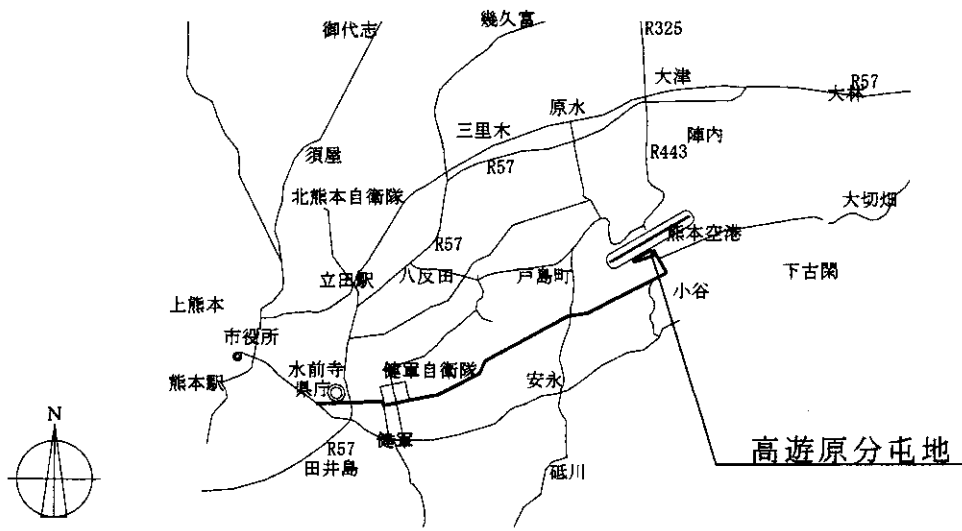 幾久富
御代志
R325
大津
R57
大林
原水
三里木
陣内
須屋
R57
R443
北熊本自衛隊
大切畑
熊本空港
R57
立田駅
八反田
戸島町
下古閑
小谷
上熊本
市役所
水前寺
県庁
健軍自衛隊
安永
熊本駅
N
R57
健軍
田井島
砥川
高遊原分屯地